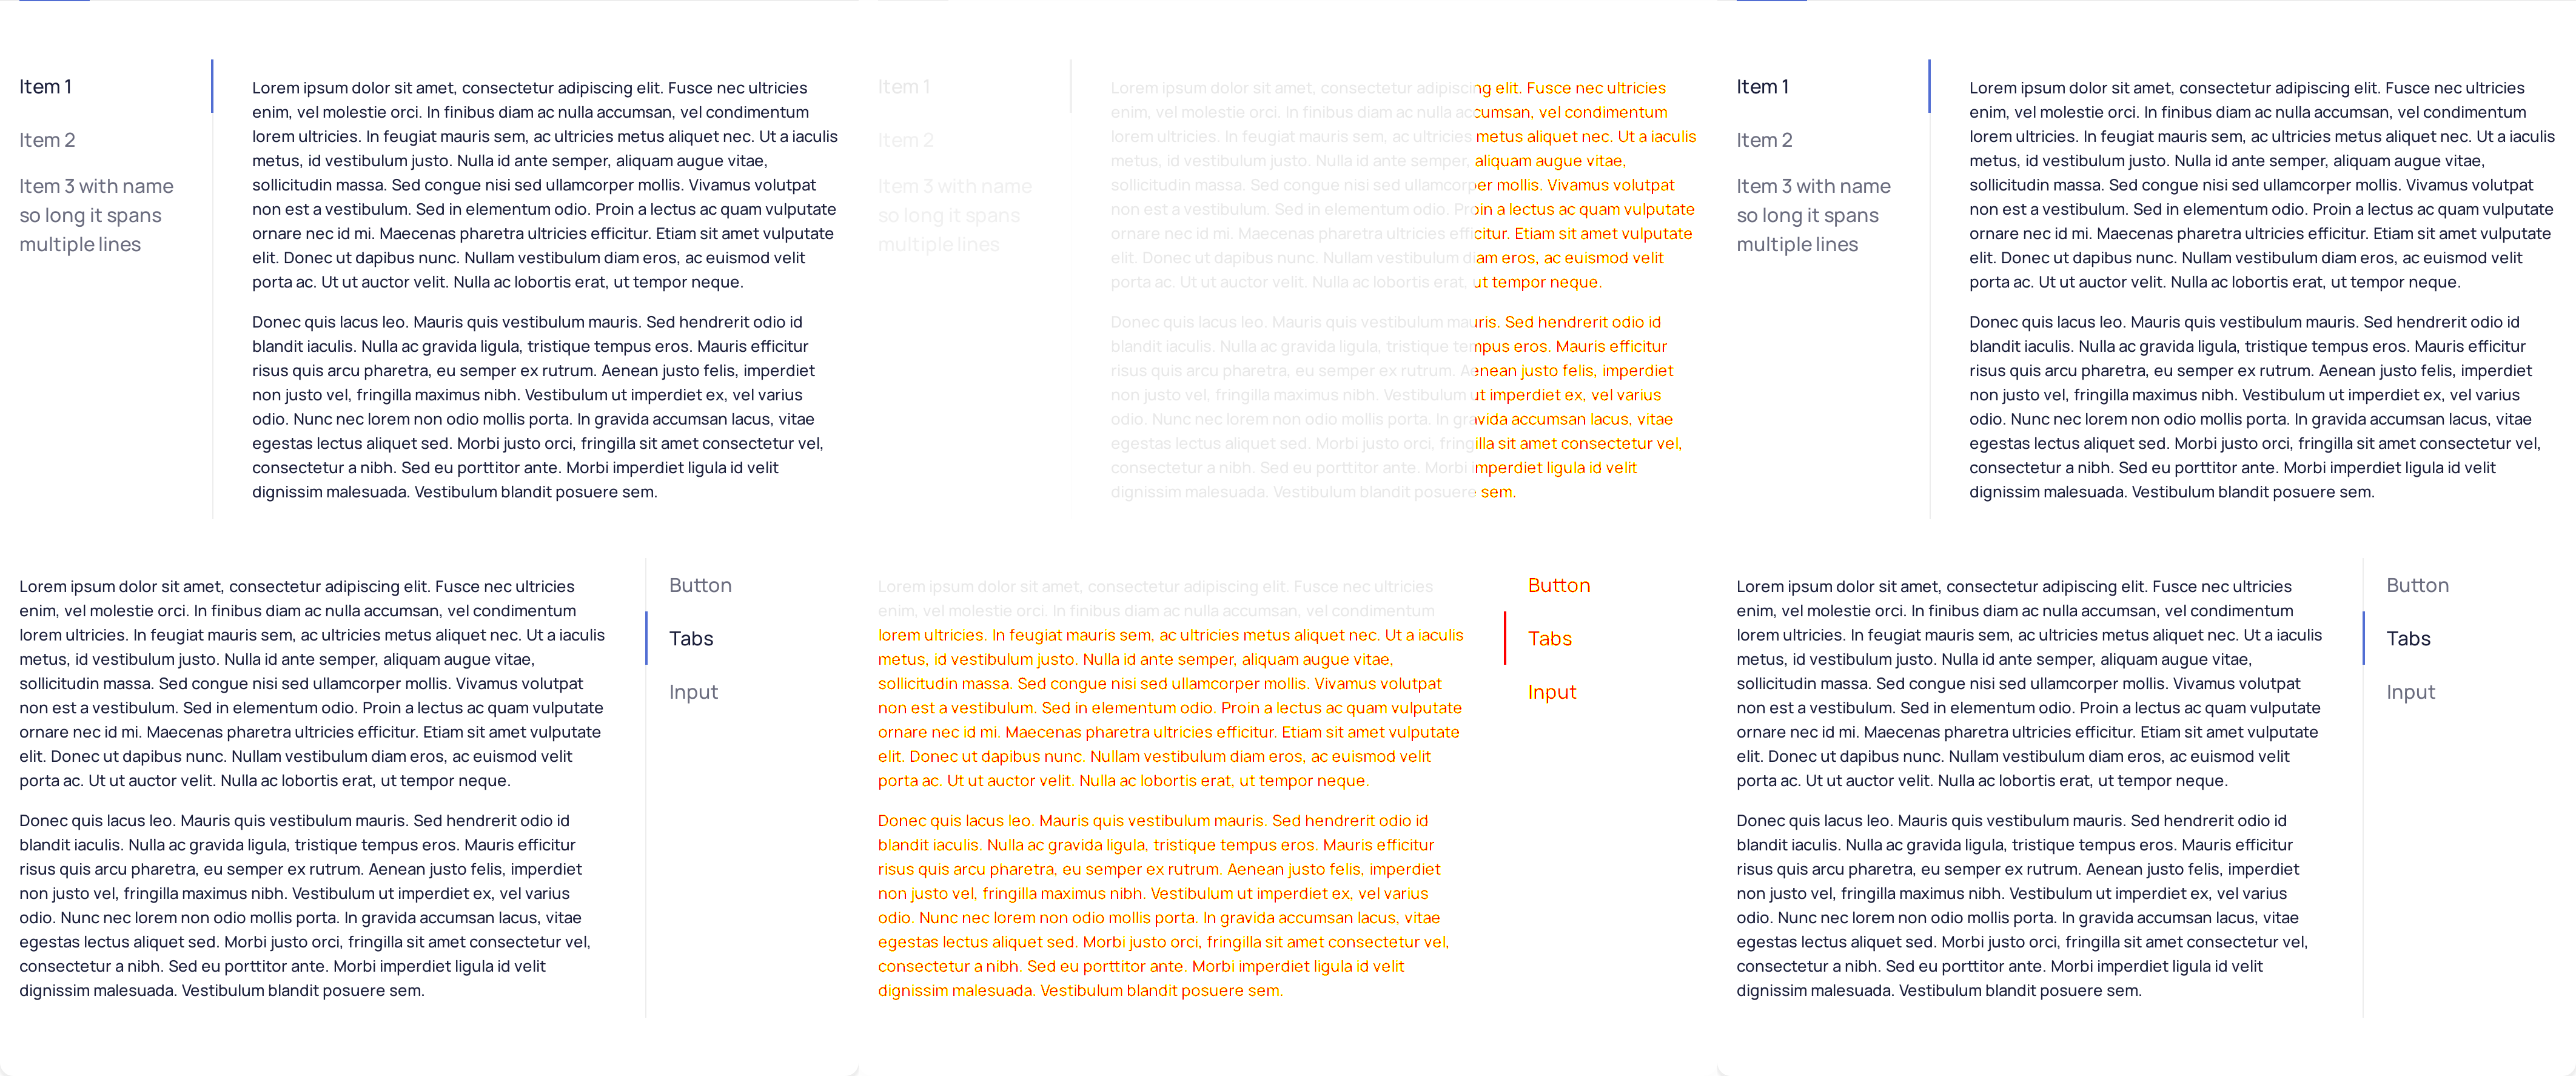 Item 1
Item 2
Item 3 with name
so long it spans
multiple lines
Lorem ipsum dolor sit amet, consectetur adipiscing elit. Fusce nec ultricies
enim, vel molestie orci. In finibus diam ac nulla accumsan, vel condimentum
lorem ultricies. In feugiat mauris sem, ac ultricies metus aliquet nec. Ut a iaculis
metus, id vestibulum justo. Nulla id ante semper, aliquam augue vitae,
sollicitudin massa. Sed congue nisi sed ullamcorper mollis. Vivamus volutpat
non est a vestibulum. Sed in elementum odio. Proin a lectus ac quam vulputate
ornare nec id mi. Maecenas pharetra ultricies efficitur. Etiam sit amet vulputate
elit. Donec ut dapibus nunc. Nullam vestibulum diam eros, ac euismod velit
porta ac. Ut ut auctor velit. Nulla ac lobortis erat, ut tempor neque.
Donec quis lacus leo. Mauris quis vestibulum mauris. Sed hendrerit odio id
blandit iaculis. Nulla ac gravida ligula, tristique tempus eros. Mauris efficitur
risus quis arcu pharetra, eu semper ex rutrum. Aenean justo felis, imperdiet
non justo vel, fringilla maximus nibh. Vestibulum ut imperdiet ex, vel varius
odio. Nunc nec lorem non odio mollis porta. In gravida accumsan lacus, vitae
egestas lectus aliquet sed. Morbi justo orci, fringilla sit amet consectetur vel,
consectetur a nibh. Sed eu porttitor ante. Morbi imperdiet ligula id velit
dignissim malesuada. Vestibulum blandit posuere sem.
Lorem ipsum dolor sit amet, consectetur adipiscing elit. Fusce nec ultricies
enim, vel molestie orci. In finibus diam ac nulla accumsan, vel condimentum
lorem ultricies. In feugiat mauris sem, ac ultricies metus aliquet nec. Ut a iaculis
metus, id vestibulum justo. Nulla id ante semper, aliquam augue vitae,
sollicitudin massa. Sed congue nisi sed ullamcorper mollis. Vivamus volutpat
non est a vestibulum. Sed in elementum odio. Proin a lectus ac quam vulputate
ornare nec id mi. Maecenas pharetra ultricies efficitur. Etiam sit amet vulputate
elit. Donec ut dapibus nunc. Nullam vestibulum diam eros, ac euismod velit
porta ac. Ut ut auctor velit. Nulla ac lobortis erat, ut tempor neque.
Donec quis lacus leo. Mauris quis vestibulum mauris. Sed hendrerit odio id
blandit iaculis. Nulla ac gravida ligula, tristique tempus eros. Mauris efficitur
risus quis arcu pharetra, eu semper ex rutrum. Aenean justo felis, imperdiet
non justo vel, fringilla maximus nibh. Vestibulum ut imperdiet ex, vel varius
odio. Nunc nec lorem non odio mollis porta. In gravida accumsan lacus, vitae
egestas lectus aliquet sed. Morbi justo orci, fringilla sit amet consectetur vel,
consectetur a nibh. Sed eu porttitor ante. Morbi imperdiet ligula id velit
dignissim malesuada. Vestibulum blandit posuere sem.
Button
Tabs
Input
Item 1
Item 2
Item 3 with name
so long it spans
multiple lines
Lorem ipsum dolor sit amet, consectetur adipiscing elit. Fusce nec ultricies
enim, vel molestie orci. In finibus diam ac nulla accumsan, vel condimentum
lorem ultricies. In feugiat mauris sem, ac ultricies metus aliquet nec. Ut a iaculis
metus, id vestibulum justo. Nulla id ante semper, aliquam augue vitae,
sollicitudin massa. Sed congue nisi sed ullamcorper mollis. Vivamus volutpat
non est a vestibulum. Sed in elementum odio. Proin a lectus ac quam vulputate
ornare nec id mi. Maecenas pharetra ultricies efficitur. Etiam sit amet vulputate
elit. Donec ut dapibus nunc. Nullam vestibulum diam eros, ac euismod velit
porta ac. Ut ut auctor velit. Nulla ac lobortis erat, ut tempor neque.
Donec quis lacus leo. Mauris quis vestibulum mauris. Sed hendrerit odio id
blandit iaculis. Nulla ac gravida ligula, tristique tempus eros. Mauris efficitur
risus quis arcu pharetra, eu semper ex rutrum. Aenean justo felis, imperdiet
non justo vel, fringilla maximus nibh. Vestibulum ut imperdiet ex, vel varius
odio. Nunc nec lorem non odio mollis porta. In gravida accumsan lacus, vitae
egestas lectus aliquet sed. Morbi justo orci, fringilla sit amet consectetur vel,
consectetur a nibh. Sed eu porttitor ante. Morbi imperdiet ligula id velit
dignissim malesuada. Vestibulum blandit posuere sem.
Lorem ipsum dolor sit amet, consectetur adipiscing elit. Fusce nec ultricies
enim, vel molestie orci. In finibus diam ac nulla accumsan, vel condimentum
lorem ultricies. In feugiat mauris sem, ac ultricies metus aliquet nec. Ut a iaculis
metus, id vestibulum justo. Nulla id ante semper, aliquam augue vitae,
sollicitudin massa. Sed congue nisi sed ullamcorper mollis. Vivamus volutpat
non est a vestibulum. Sed in elementum odio. Proin a lectus ac quam vulputate
ornare nec id mi. Maecenas pharetra ultricies efficitur. Etiam sit amet vulputate
elit. Donec ut dapibus nunc. Nullam vestibulum diam eros, ac euismod velit
porta ac. Ut ut auctor velit. Nulla ac lobortis erat, ut tempor neque.
Donec quis lacus leo. Mauris quis vestibulum mauris. Sed hendrerit odio id
blandit iaculis. Nulla ac gravida ligula, tristique tempus eros. Mauris efficitur
risus quis arcu pharetra, eu semper ex rutrum. Aenean justo felis, imperdiet
non justo vel, fringilla maximus nibh. Vestibulum ut imperdiet ex, vel varius
odio. Nunc nec lorem non odio mollis porta. In gravida accumsan lacus, vitae
egestas lectus aliquet sed. Morbi justo orci, fringilla sit amet consectetur vel,
consectetur a nibh. Sed eu porttitor ante. Morbi imperdiet ligula id velit
dignissim malesuada. Vestibulum blandit posuere sem.
Button
Tabs
Input
Item 1
Item 2
Item 3 with name
so long it spans
multiple lines
Lorem ipsum dolor sit amet, consectetur adipiscing elit. Fusce nec ultricies
enim, vel molestie orci. In finibus diam ac nulla accumsan, vel condimentum
lorem ultricies. In feugiat mauris sem, ac ultricies metus aliquet nec. Ut a iaculis
metus, id vestibulum justo. Nulla id ante semper, aliquam augue vitae,
sollicitudin massa. Sed congue nisi sed ullamcorper mollis. Vivamus volutpat
non est a vestibulum. Sed in elementum odio. Proin a lectus ac quam vulputate
ornare nec id mi. Maecenas pharetra ultricies efficitur. Etiam sit amet vulputate
elit. Donec ut dapibus nunc. Nullam vestibulum diam eros, ac euismod velit
porta ac. Ut ut auctor velit. Nulla ac lobortis erat, ut tempor neque.
Donec quis lacus leo. Mauris quis vestibulum mauris. Sed hendrerit odio id
blandit iaculis. Nulla ac gravida ligula, tristique tempus eros. Mauris efficitur
risus quis arcu pharetra, eu semper ex rutrum. Aenean justo felis, imperdiet
non justo vel, fringilla maximus nibh. Vestibulum ut imperdiet ex, vel varius
odio. Nunc nec lorem non odio mollis porta. In gravida accumsan lacus, vitae
egestas lectus aliquet sed. Morbi justo orci, fringilla sit amet consectetur vel,
consectetur a nibh. Sed eu porttitor ante. Morbi imperdiet ligula id velit
dignissim malesuada. Vestibulum blandit posuere sem.
Lorem ipsum dolor sit amet, consectetur adipiscing elit. Fusce nec ultricies
enim, vel molestie orci. In finibus diam ac nulla accumsan, vel condimentum
lorem ultricies. In feugiat mauris sem, ac ultricies metus aliquet nec. Ut a iaculis
metus, id vestibulum justo. Nulla id ante semper, aliquam augue vitae,
sollicitudin massa. Sed congue nisi sed ullamcorper mollis. Vivamus volutpat
non est a vestibulum. Sed in elementum odio. Proin a lectus ac quam vulputate
ornare nec id mi. Maecenas pharetra ultricies efficitur. Etiam sit amet vulputate
elit. Donec ut dapibus nunc. Nullam vestibulum diam eros, ac euismod velit
porta ac. Ut ut auctor velit. Nulla ac lobortis erat, ut tempor neque.
Donec quis lacus leo. Mauris quis vestibulum mauris. Sed hendrerit odio id
blandit iaculis. Nulla ac gravida ligula, tristique tempus eros. Mauris efficitur
risus quis arcu pharetra, eu semper ex rutrum. Aenean justo felis, imperdiet
non justo vel, fringilla maximus nibh. Vestibulum ut imperdiet ex, vel varius
odio. Nunc nec lorem non odio mollis porta. In gravida accumsan lacus, vitae
egestas lectus aliquet sed. Morbi justo orci, fringilla sit amet consectetur vel,
consectetur a nibh. Sed eu porttitor ante. Morbi imperdiet ligula id velit
dignissim malesuada. Vestibulum blandit posuere sem.
Button
Tabs
Input